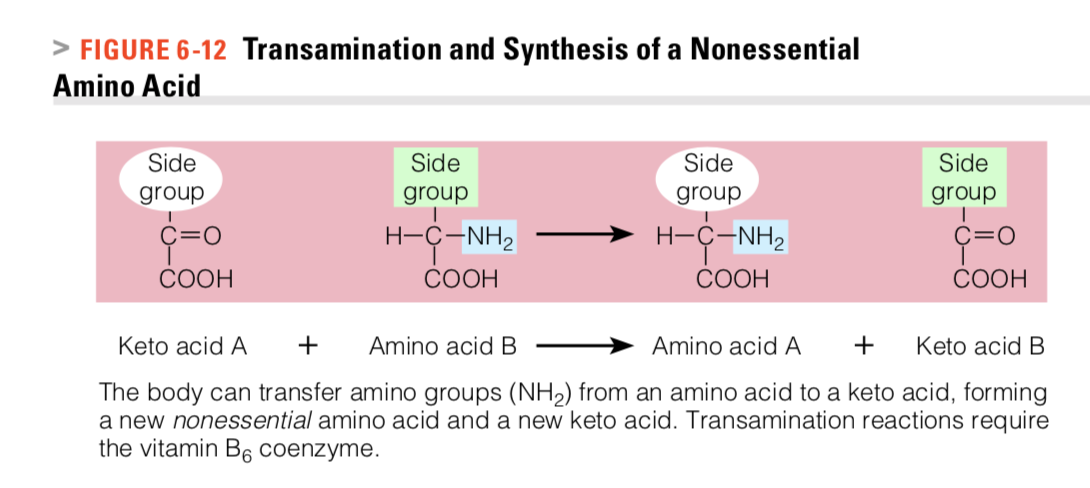 > FIGURE 6-12 Transamination and Synthesis of a Nonessential
Amino Acid
Side Side Side Side
group group group group
C=O H–C–NH₂ H–C–NH₂ C=O
COOH COOH COOH COOH
Keto acid A + Amino acid B Amino acid A + Keto acid B
The body can transfer amino groups (NH₂) from an amino acid to a keto acid, forming
a new nonessential amino acid and a new keto acid. Transamination reactions require
the vitamin B₆ coenzyme.